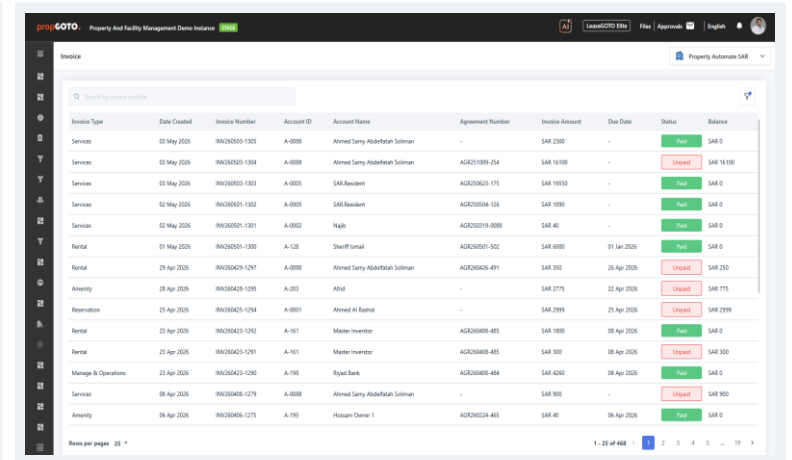 propGOTO. Property And Facility Management Demo Instance STAGE AI LeaseGOTO Elite Files Approvals English
Invoice Property Automate SAR
Search by invoice number
Invoice Type Date Created Invoice Number Account ID Account Name Agreement Number Invoice Amount Due Date Status Balance
Services 03 May 2026 INV260503-1305 A-0088 Ahmed Samy Abdelfatah Soliman - SAR 2300 - Paid SAR 0
Services 03 May 2026 INV260503-1304 A-0088 Ahmed Samy Abdelfatah Soliman AGR251009-254 SAR 16100 - Unpaid SAR 16100
Services 03 May 2026 INV260503-1303 A-0005 SAR.Resident AGR250623-175 SAR 19550 - Paid SAR 0
Services 02 May 2026 INV260502-1302 A-0005 SAR.Resident AGR250504-126 SAR 1090 - Paid SAR 0
Services 02 May 2026 INV260501-1301 A-0002 Najib AGR250319-0088 SAR 40 - Paid SAR 0
Rental 01 May 2026 INV260501-1300 A-128 Sheriff Ismail AGR260501-502 SAR 6000 01 Jan 2026 Paid SAR 0
Rental 29 Apr 2026 INV260429-1297 A-0088 Ahmed Samy Abdelfatah Soliman AGR260426-491 SAR 350 26 Apr 2026 Unpaid SAR 250
Amenity 28 Apr 2026 INV260428-1295 A-203 Afrid - SAR 2775 22 Apr 2026 Unpaid SAR 775
Reservation 25 Apr 2026 INV260425-1294 A-0001 Ahmed Al Rashid - SAR 2999 25 Apr 2026 Unpaid SAR 2999
Rental 23 Apr 2026 INV260423-1292 A-161 Master Inverstor AGR260408-485 SAR 1800 08 Apr 2026 Paid SAR 0
Rental 23 Apr 2026 INV260423-1291 A-161 Master Inverstor AGR260408-485 SAR 300 08 Apr 2026 Unpaid SAR 300
Manage & Operations 23 Apr 2026 INV260423-1290 A-198 Riyad Bank AGR260408-484 SAR 4260 08 Apr 2026 Paid SAR 0
Services 08 Apr 2026 INV260408-1279 A-0088 Ahmed Samy Abdelfatah Soliman - SAR 900 - Unpaid SAR 900
Amenity 06 Apr 2026 INV260406-1275 A-195 Hossam Owner 1 AGR260224-465 SAR 40 06 Apr 2026 Paid SAR 0
Rows per pages 25 1 - 25 of 468 1 2 3 4 5 ... 19